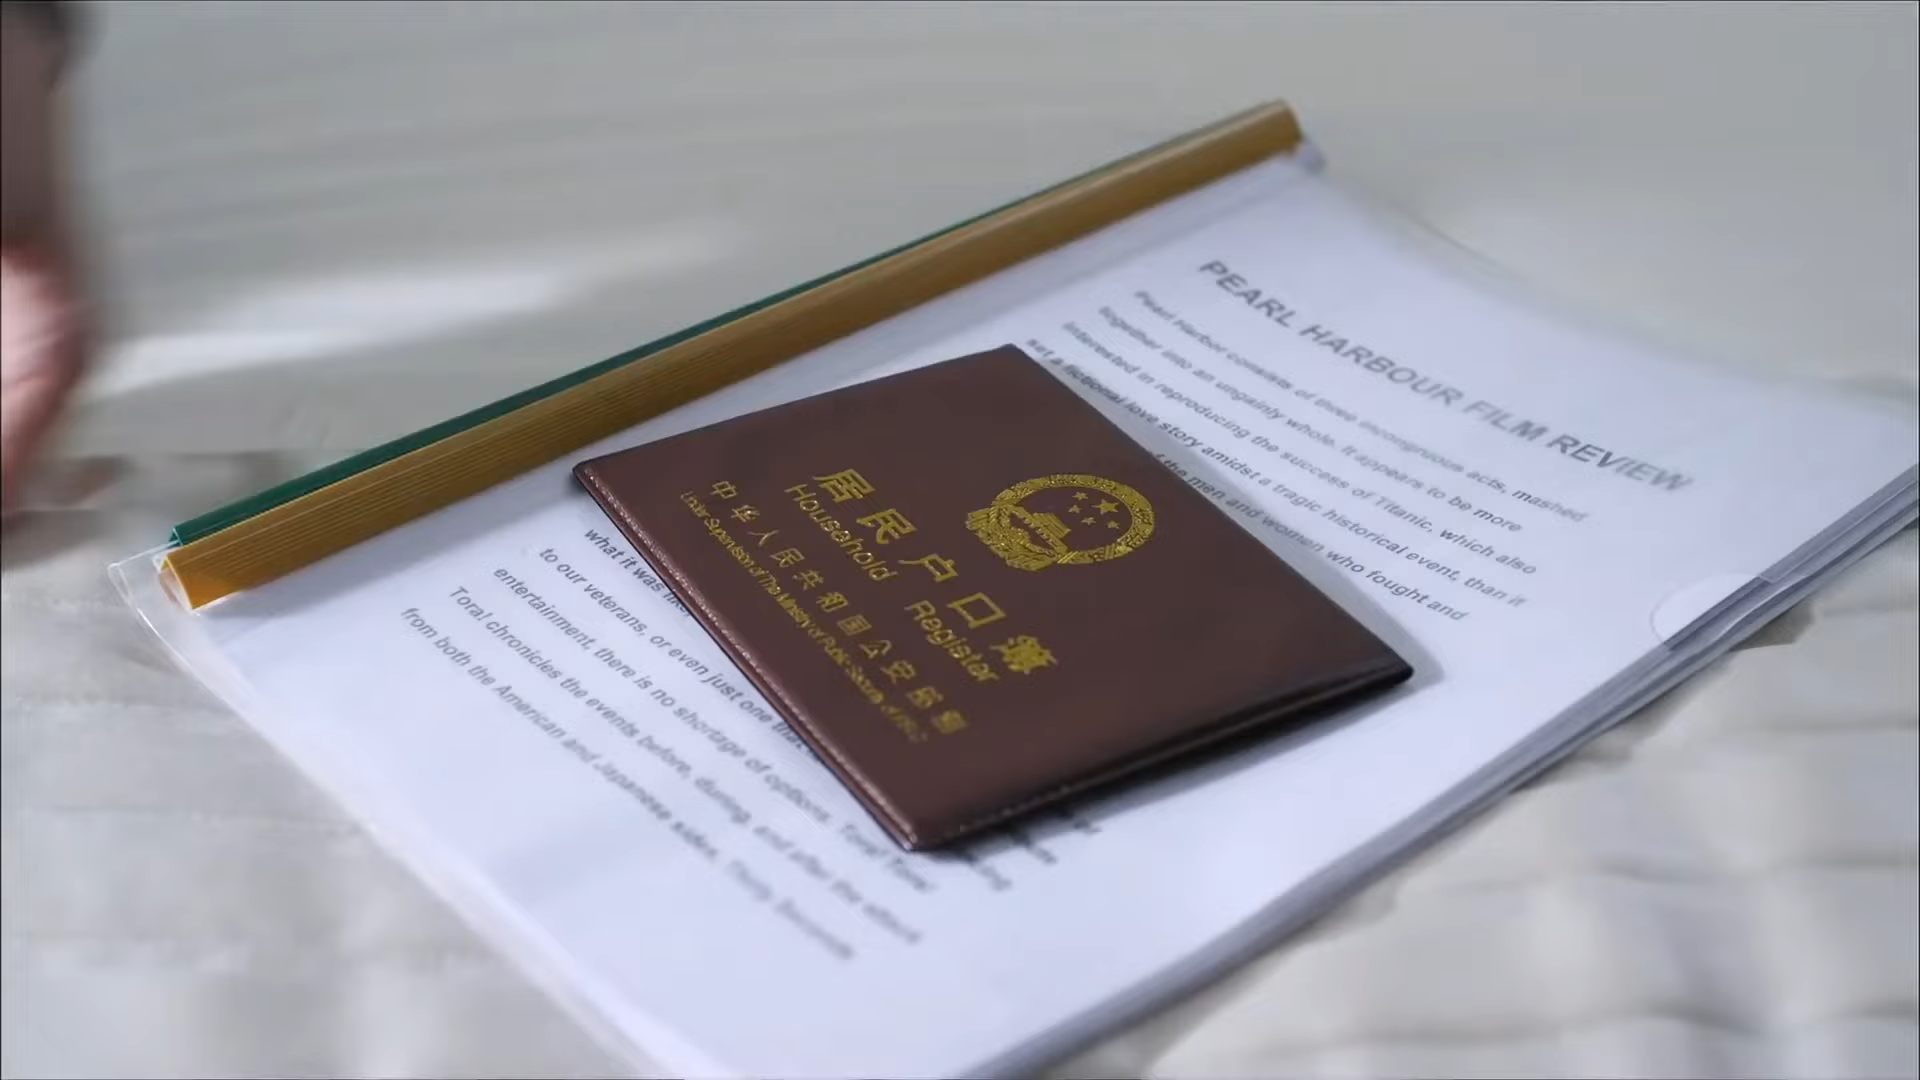 PEARL HARBOUR FILM REVIEW
Pearl Harbor consists of three incongruous acts, mashed
together into an ungainly whole. It appears to be more
interested in reproducing the success of Titanic, which also
set a fictional love story amidst a tragic historical event, than it
of the men and women who fought and
居民户口簿
Household Register
中华人民共和国公安部制
Under Supervision of The Ministry of Public Security of P.R.C
what it was like
to our veterans, or even just one that
entertainment, there is no shortage of options. Tora! Tora!
Tora! chronicles the events before, during, and after the attack
from both the American and Japanese sides. Thirty Seconds